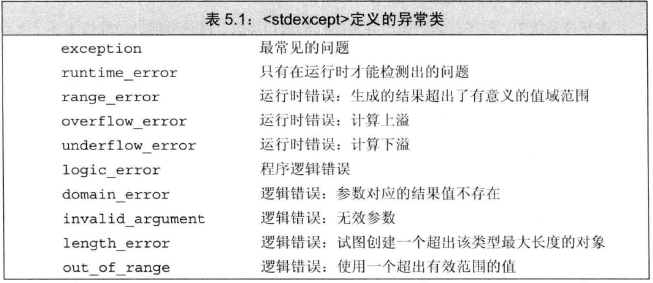 表 5.1：<stdexcept>定义的异常类
exception 最常见的问题
runtime_error 只有在运行时才能检测出的问题
range_error 运行时错误：生成的结果超出了有意义的值域范围
overflow_error 运行时错误：计算上溢
underflow_error 运行时错误：计算下溢
logic_error 程序逻辑错误
domain_error 逻辑错误：参数对应的结果值不存在
invalid_argument 逻辑错误：无效参数
length_error 逻辑错误：试图创建一个超出该类型最大长度的对象
out_of_range 逻辑错误：使用一个超出有效范围的值